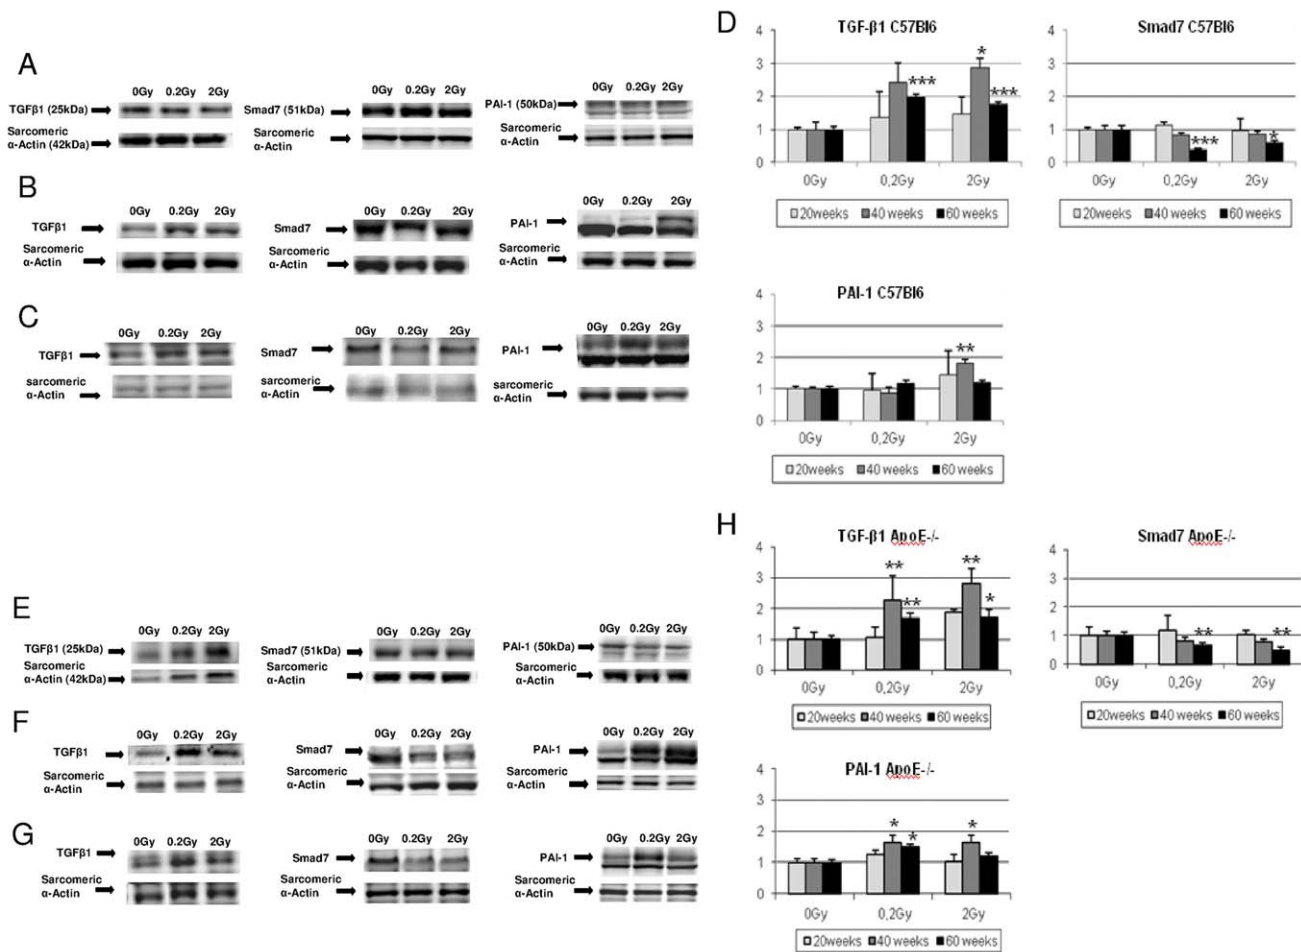 A
0Gy 0.2Gy 2Gy
TGFβ1 (25kDa)
Sarcomeric
α-Actin (42kDa)
0Gy 0.2Gy 2Gy
Smad7 (51kDa)
Sarcomeric
α-Actin
0Gy 0.2Gy 2Gy
PAI-1 (50kDa)
Sarcomeric
α-Actin
B
0Gy 0.2Gy 2Gy
TGFβ1
Sarcomeric
α-Actin
0Gy 0.2Gy 2Gy
Smad7
Sarcomeric
α-Actin
0Gy 0.2Gy 2Gy
PAI-1
Sarcomeric
α-Actin
C
0Gy 0.2Gy 2Gy
TGFβ1
sarcomeric
α-Actin
0Gy 0.2Gy 2Gy
Smad7
sarcomeric
α-Actin
0Gy 0.2Gy 2Gy
PAI-1
sarcomeric
α-Actin
D
TGF-β1 C57Bl6
4
3
2
1
0
*
***
***
0Gy 0,2Gy 2Gy
20weeks 40 weeks 60 weeks
Smad7 C57Bl6
4
3
2
1
0
***
*
0Gy 0,2Gy 2Gy
20weeks 40 weeks 60 weeks
PAI-1 C57Bl6
4
3
2
1
0
**
0Gy 0,2Gy 2Gy
20weeks 40 weeks 60 weeks
E
0Gy 0.2Gy 2Gy
TGFβ1 (25kDa)
Sarcomeric
α-Actin (42kDa)
0Gy 0.2Gy 2Gy
Smad7 (51kDa)
Sarcomeric
α-Actin
0Gy 0.2Gy 2Gy
PAI-1 (50kDa)
Sarcomeric
α-Actin
F
0Gy 0.2Gy 2Gy
TGFβ1
Sarcomeric
α-Actin
0Gy 0.2Gy 2Gy
Smad7
Sarcomeric
α-Actin
0Gy 0.2Gy 2Gy
PAI-1
Sarcomeric
α-Actin
G
0Gy 0.2Gy 2Gy
TGFβ1
Sarcomeric
α-Actin
0Gy 0.2Gy 2Gy
Smad7
Sarcomeric
α-Actin
0Gy 0.2Gy 2Gy
PAI-1
Sarcomeric
α-Actin
H
TGF-β1 ApoE-/-
4
3
2
1
0
**
**
**
*
0Gy 0,2Gy 2Gy
20weeks 40 weeks 60 weeks
Smad7 ApoE-/-
4
3
2
1
0
**
**
0Gy 0,2Gy 2Gy
20weeks 40 weeks 60 weeks
PAI-1 ApoE-/-
4
3
2
1
0
*
*
*
0Gy 0,2Gy 2Gy
20weeks 40 weeks 60 weeks